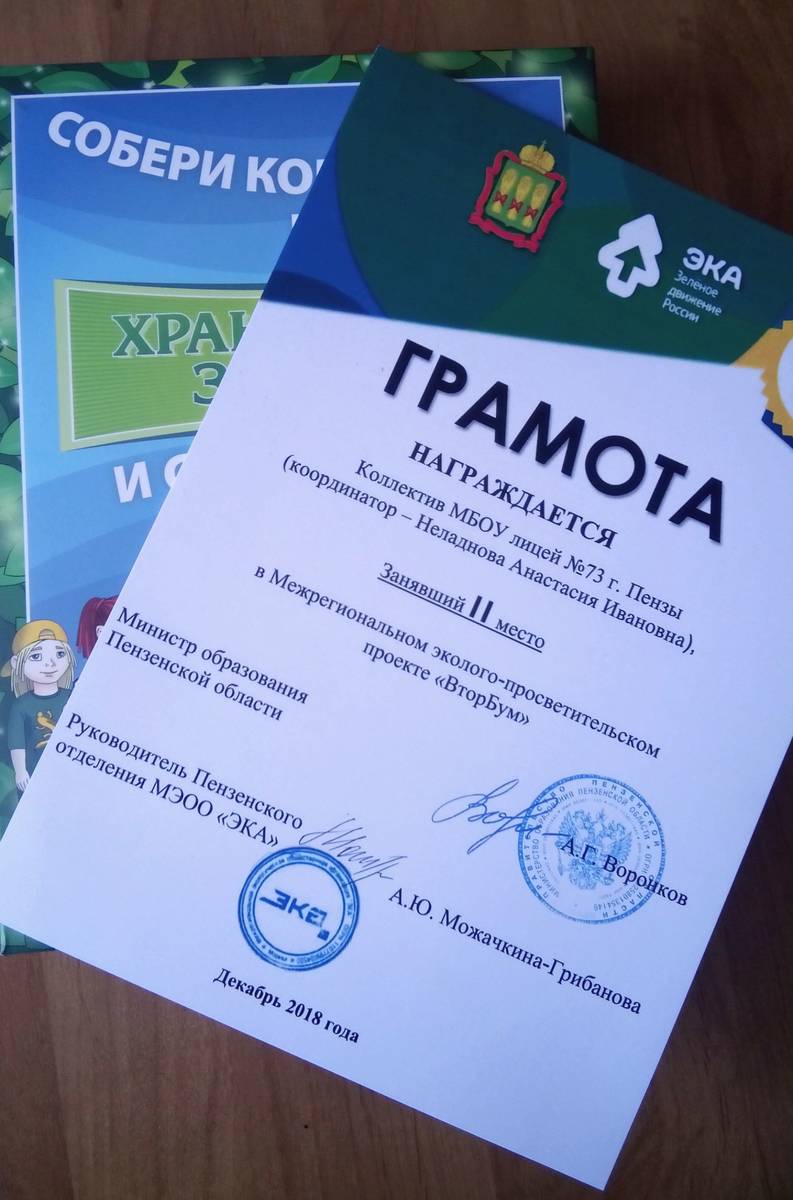 СОБЕРИ
И
ЭКА
Зеленое
движение
России
ГРАМОТА
НАГРАЖДАЕТСЯ
Коллектив МБОУ лицей №73 г. Пензы
(координатор – Неладнова Анастасия Ивановна),
Занявший II место
в Межрегиональном эколого-просветительском
проекте «ВторБум»
Министр образования
Пензенской области
А.Г. Воронков
Руководитель Пензенского
отделения МЭОО «ЭКА»
А.Ю. Можачкина-Грибанова
ЭКА
Декабрь 2018 года